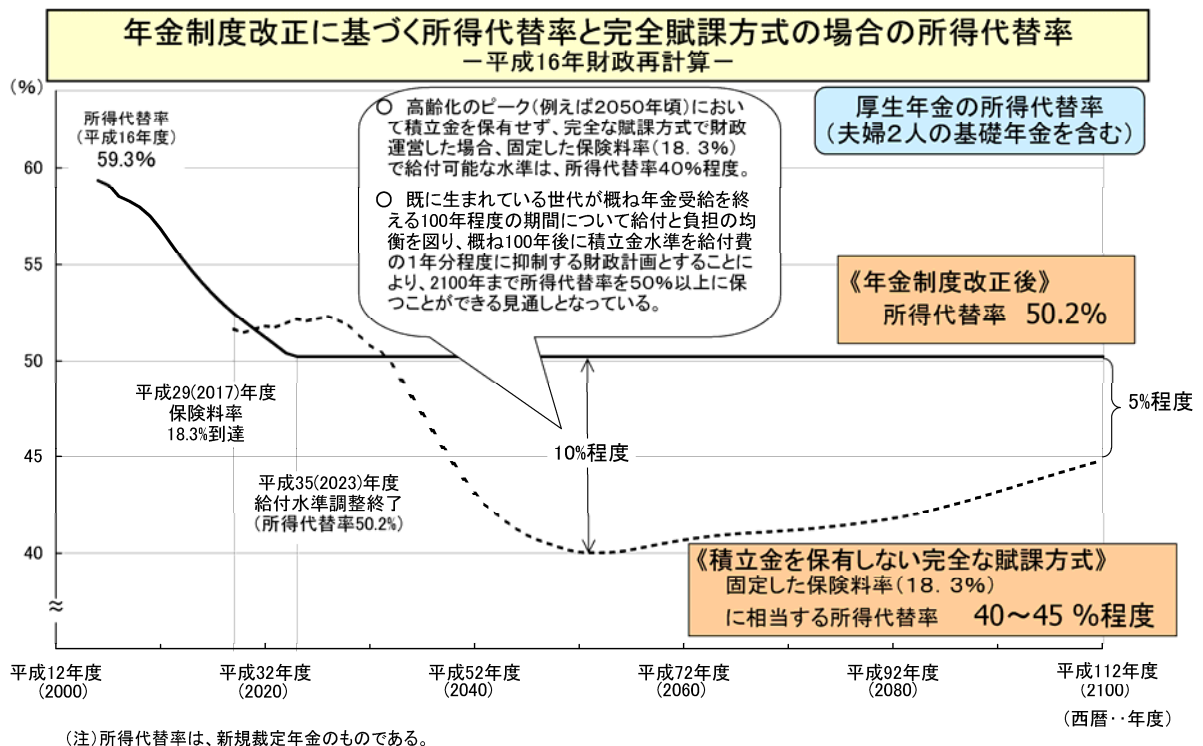 年金制度改正に基づく所得代替率と完全賦課方式の場合の所得代替率
－平成16年財政再計算－
(%)
所得代替率
(平成16年度)
59.3%
○ 高齢化のピーク(例えば2050年頃)におい
て積立金を保有せず、完全な賦課方式で財政
運営した場合、固定した保険料率(18．3%)
で給付可能な水準は、所得代替率40%程度。
○ 既に生まれている世代が概ね年金受給を終
える100年程度の期間について給付と負担の均
衡を図り、概ね100年後に積立金水準を給付費
の1年分程度に抑制する財政計画とすることに
より、2100年まで所得代替率を50%以上に保
つことができる見通しとなっている。
厚生年金の所得代替率
(夫婦2人の基礎年金を含む)
《年金制度改正後》
所得代替率 50.2%
60
55
50
45
40
平成29(2017)年度
保険料率
18.3%到達
平成35(2023)年度
給付水準調整終了
(所得代替率50.2%)
10%程度
5%程度
《積立金を保有しない完全な賦課方式》
固定した保険料率(18．3%)
に相当する所得代替率 40～45 %程度
≈
平成12年度 平成32年度 平成52年度 平成72年度 平成92年度 平成112年度
(2000) (2020) (2040) (2060) (2080) (2100)
(西暦‥年度)
(注)所得代替率は、新規裁定年金のものである。